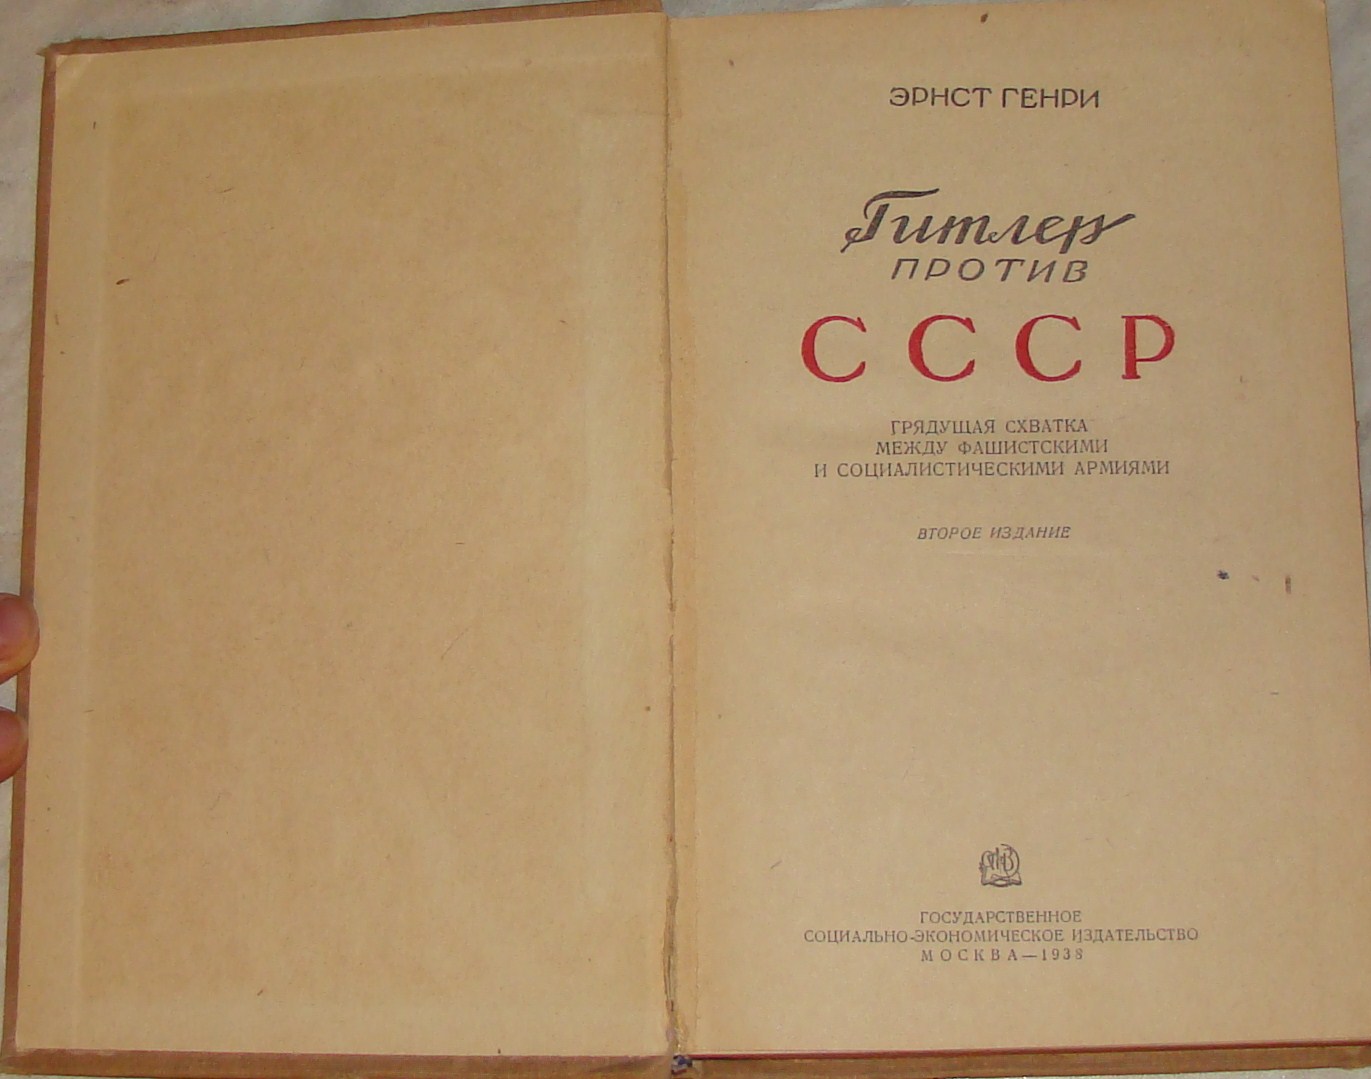 ЭРНСТ ГЕНРИ
Гитлер
ПРОТИВ
СССР
ГРЯДУЩАЯ СХВАТКА
МЕЖДУ ФАШИСТСКИМИ
И СОЦИАЛИСТИЧЕСКИМИ АРМИЯМИ
ВТОРОЕ ИЗДАНИЕ
ГОСУДАРСТВЕННОЕ
СОЦИАЛЬНО-ЭКОНОМИЧЕСКОЕ ИЗДАТЕЛЬСТВО
МОСКВА—1938